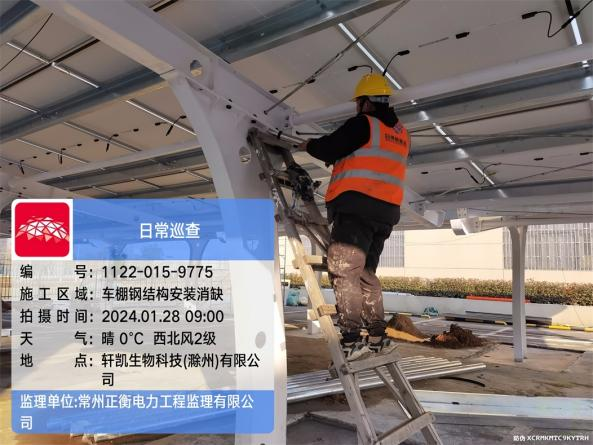 日常巡查
编 号：1122-015-9775
施工区域：车棚钢结构安装消缺
拍摄时间：2024.01.28 09:00
天 气：晴 0℃ 西北风2级
地 点：轩凯生物科技(滁州)有限公
司
监理单位:常州正衡电力工程监理有限公
司
防伪 XCRMKMTC9KYTRH